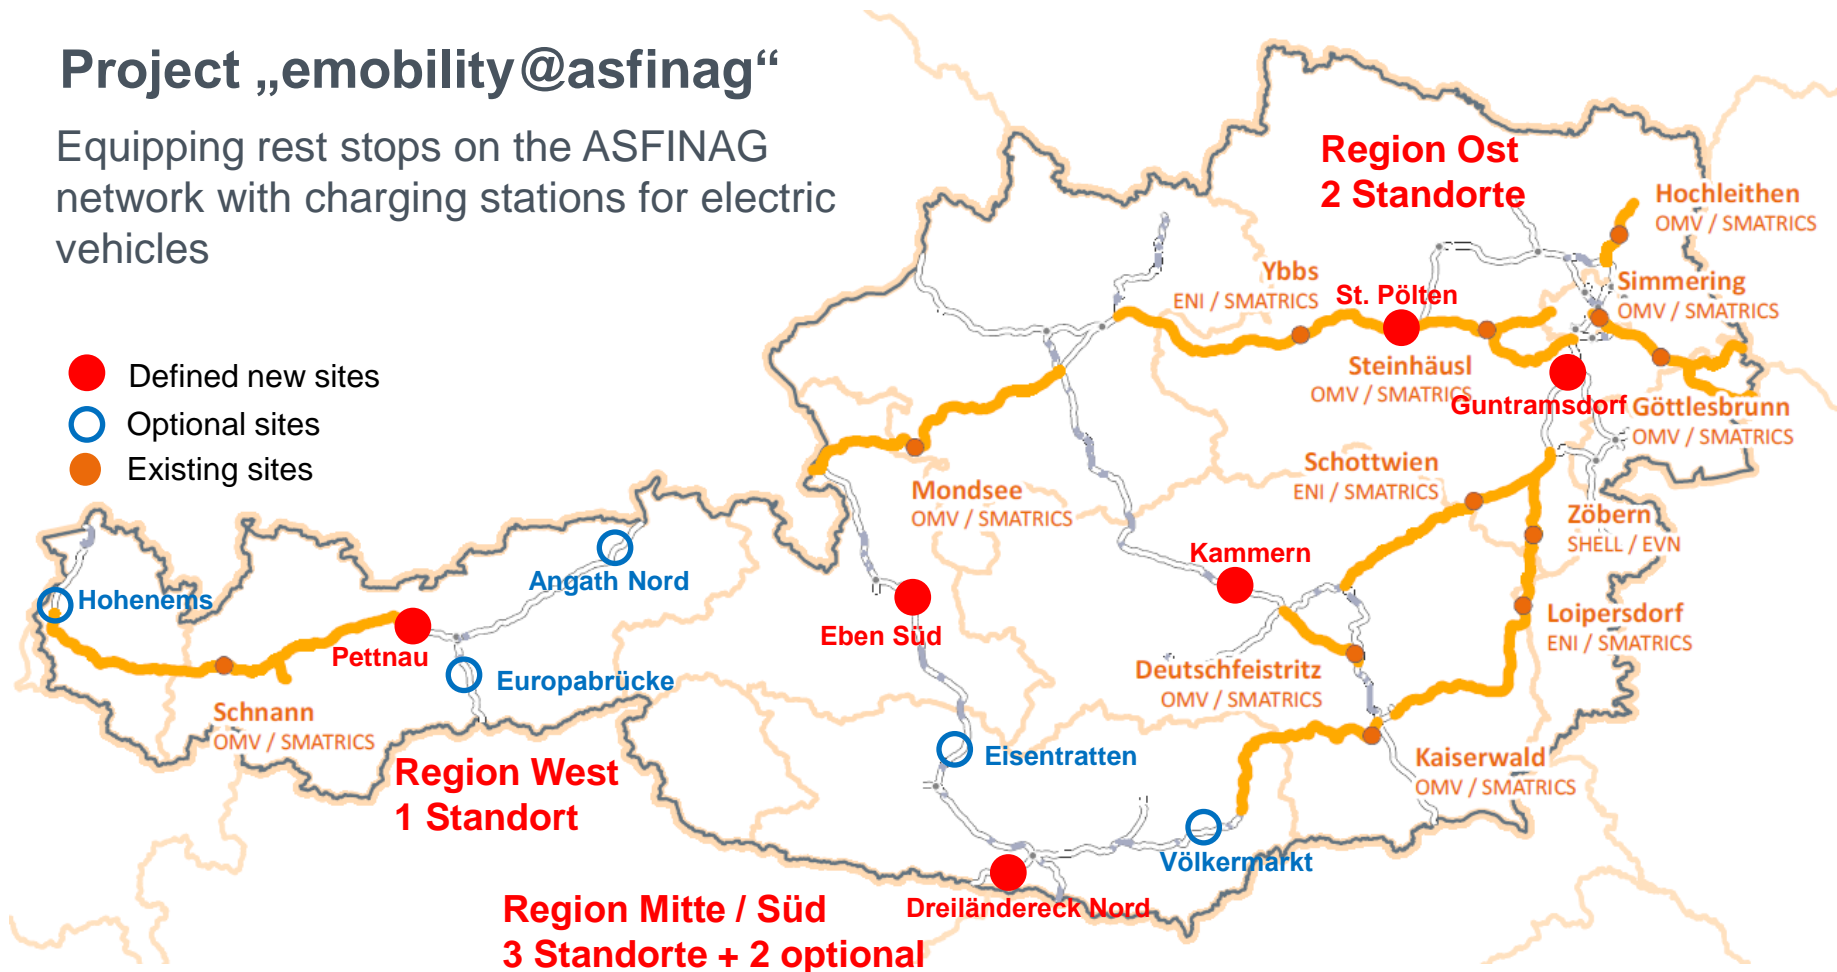 Project „emobility@asfinag“
Equipping rest stops on the ASFINAG
network with charging stations for electric
vehicles
Defined new sites
Optional sites
Existing sites
Region Ost
2 Standorte
Hochleithen
OMV / SMATRICS
Ybbs
ENI / SMATRICS
St. Pölten
Simmering
OMV / SMATRICS
Steinhäusl
OMV / SMATRICS
Guntramsdorf
Göttlesbrunn
OMV / SMATRICS
Schottwien
ENI / SMATRICS
Mondsee
OMV / SMATRICS
Zöbern
SHELL / EVN
Kammern
Angath Nord
Hohenems
Eben Süd
Loipersdorf
ENI / SMATRICS
Pettnau
Europabrücke
Deutschfeistritz
OMV / SMATRICS
Schnann
OMV / SMATRICS
Eisentratten
Kaiserwald
OMV / SMATRICS
Region West
1 Standort
Völkermarkt
Dreiländereck Nord
Region Mitte / Süd
3 Standorte + 2 optional